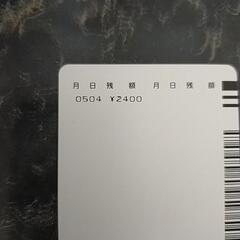 月 日 残 額 月 日 残 額
0504 ¥2400